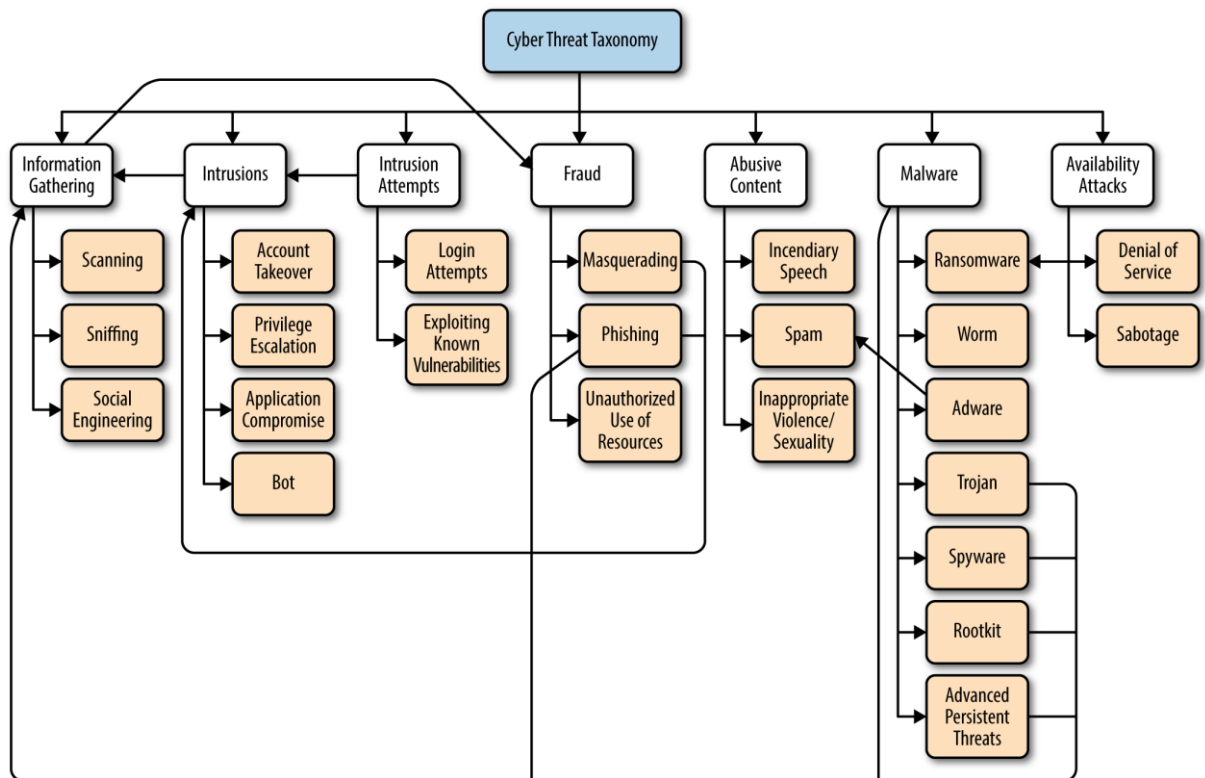 Cyber Threat Taxonomy
Information
Gathering
Intrusions
Intrusion
Attempts
Fraud
Abusive
Content
Malware
Availability
Attacks
Scanning
Sniffing
Social
Engineering
Account
Takeover
Privilege
Escalation
Application
Compromise
Bot
Login
Attempts
Exploiting
Known
Vulnerabilities
Masquerading
Phishing
Unauthorized
Use of
Resources
Incendiary
Speech
Spam
Inappropriate
Violence/
Sexuality
Ransomware
Worm
Adware
Trojan
Spyware
Rootkit
Advanced
Persistent
Threats
Denial of
Service
Sabotage